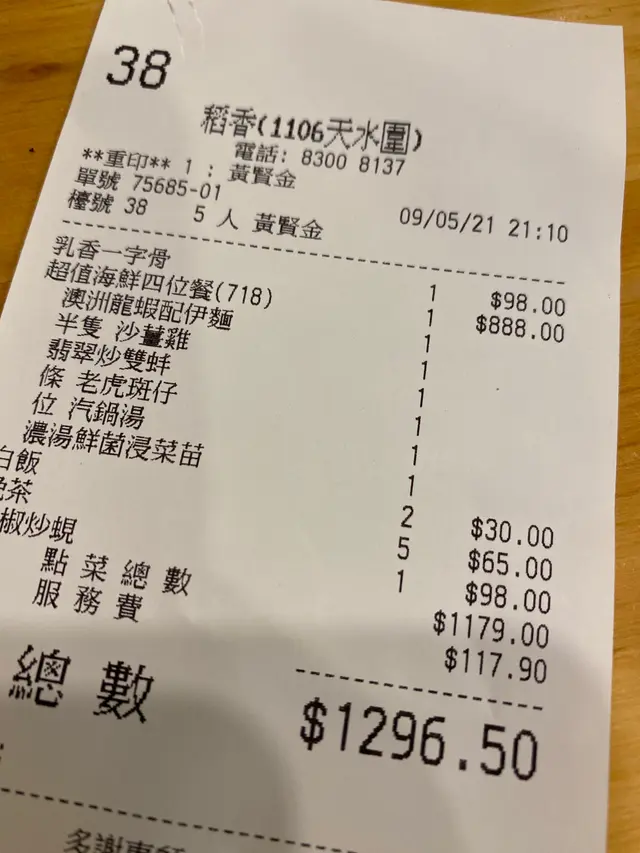 38
稻香(1106天水圍)
電話: 8300 8137
**重印** 1 : 黃賢金
單號 75685-01
檯號 38 5 人 黃賢金 09/05/21 21:10
乳香一字骨 1 $98.00
超值海鮮四位餐(718) 1 $888.00
澳洲龍蝦配伊麵 1
半隻 沙薑雞 1
翡翠炒雙蚌 1
條 老虎斑仔 1
位 汽鍋湯 1
濃湯鮮菌浸菜苗 1
白飯 2 $30.00
茶 5 $65.00
椒炒蜆 1 $98.00
點菜總數 $1179.00
服務費 $117.90
總數 $1296.50
多謝惠顧